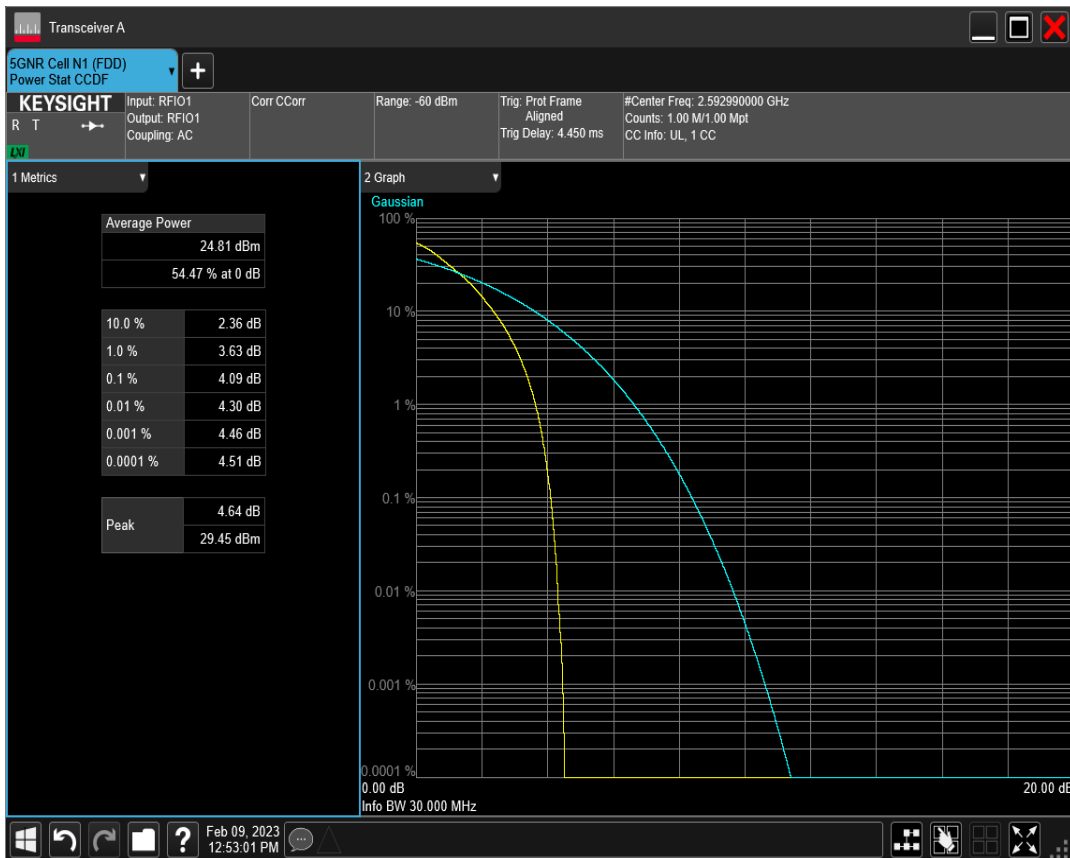 Transceiver A
5GNR Cell N1 (FDD)
Power Stat CCDF
KEYSIGHT
R T
LXI
Input: RFIO1
Output: RFIO1
Coupling: AC
Corr CCorr
Range: -60 dBm
Trig: Prot Frame
Aligned
Trig Delay: 4.450 ms
#Center Freq: 2.592990000 GHz
Counts: 1.00 M/1.00 Mpt
CC Info: UL, 1 CC
1 Metrics
Average Power
24.81 dBm
54.47 % at 0 dB
10.0 % 2.36 dB
1.0 % 3.63 dB
0.1 % 4.09 dB
0.01 % 4.30 dB
0.001 % 4.46 dB
0.0001 % 4.51 dB
Peak 4.64 dB
29.45 dBm
2 Graph
Gaussian
100 %
10 %
1 %
0.1 %
0.01 %
0.001 %
0.0001 %
0.00 dB 20.00 dB
Info BW 30.000 MHz
? Feb 09, 2023
12:53:01 PM